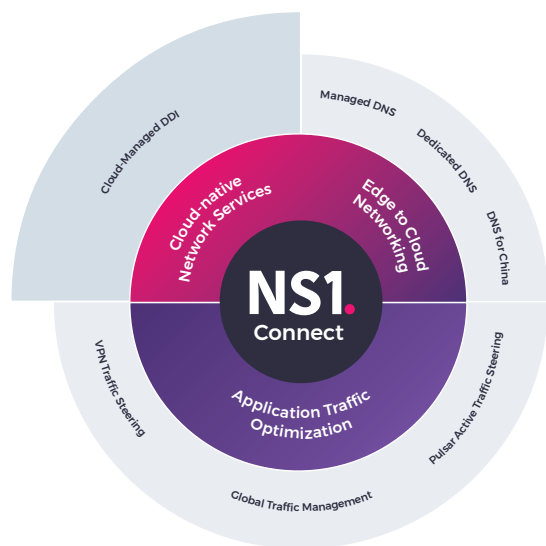 Cloud-Managed DDI
Managed DNS
Dedicated DNS
DNS for China
Cloud-native
Network Services
Edge to Cloud
Networking
NS1.
Connect
Application Traffic
Optimization
VPN Traffic Steering
Global Traffic Management
Pulsar Active Traffic Steering